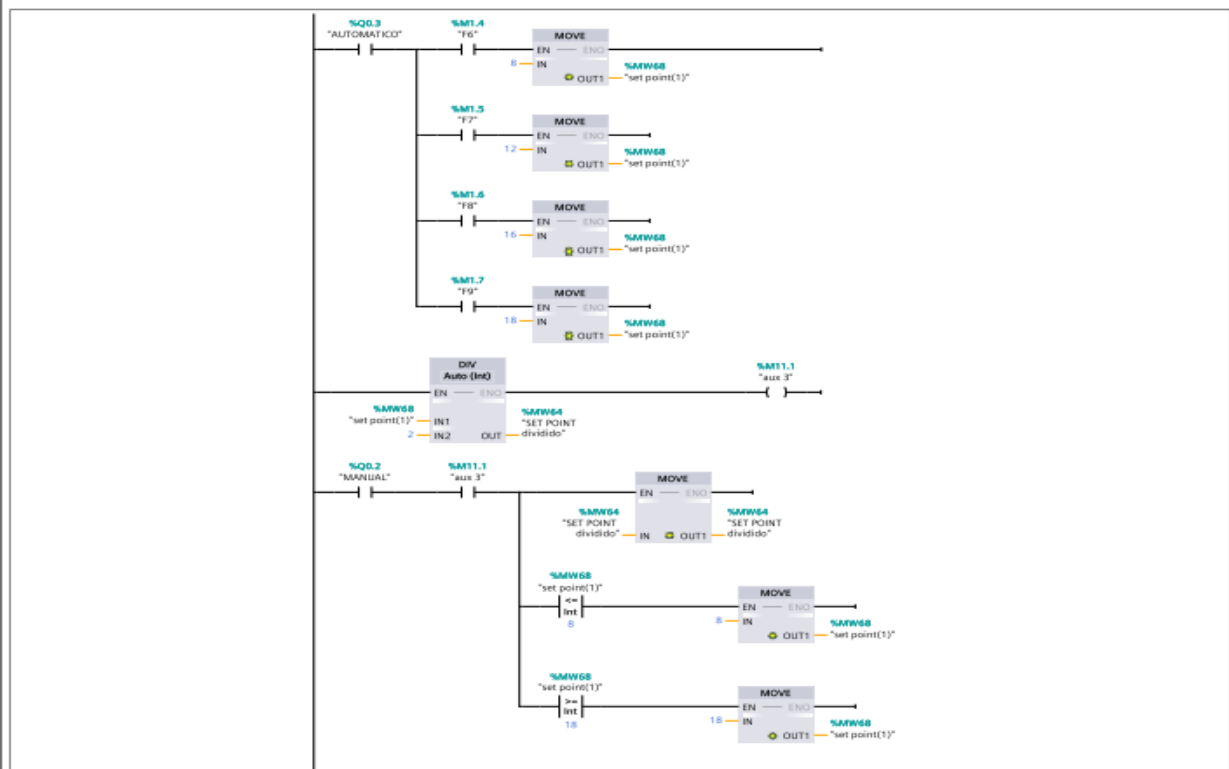 %Q0.3 %M1.4
"AUTOMATICO" "F6" MOVE
EN ENO
8 IN %MW68
OUT1 "set point(1)"
%M1.5
"F7" MOVE
EN ENO
12 IN %MW68
OUT1 "set point(1)"
%M1.6
"F8" MOVE
EN ENO
16 IN %MW68
OUT1 "set point(1)"
%M1.7
"F9" MOVE
EN ENO
18 IN %MW68
OUT1 "set point(1)"
DIV %M11.1
Auto (Int) "aux 3"
EN ENO
%MW68 %MW64
"set point(1)" IN1 "SET POINT
2 IN2 OUT dividido"
%Q0.2 %M11.1
"MANUAL" "aux 3" MOVE
EN ENO
%MW64 %MW64
"SET POINT "SET POINT
dividido" IN OUT1 dividido"
%MW68
"set point(1)" MOVE
<= EN ENO
Int 8 IN %MW68
8 OUT1 "set point(1)"
%MW68
"set point(1)" MOVE
>= EN ENO
Int 18 IN %MW68
18 OUT1 "set point(1)"